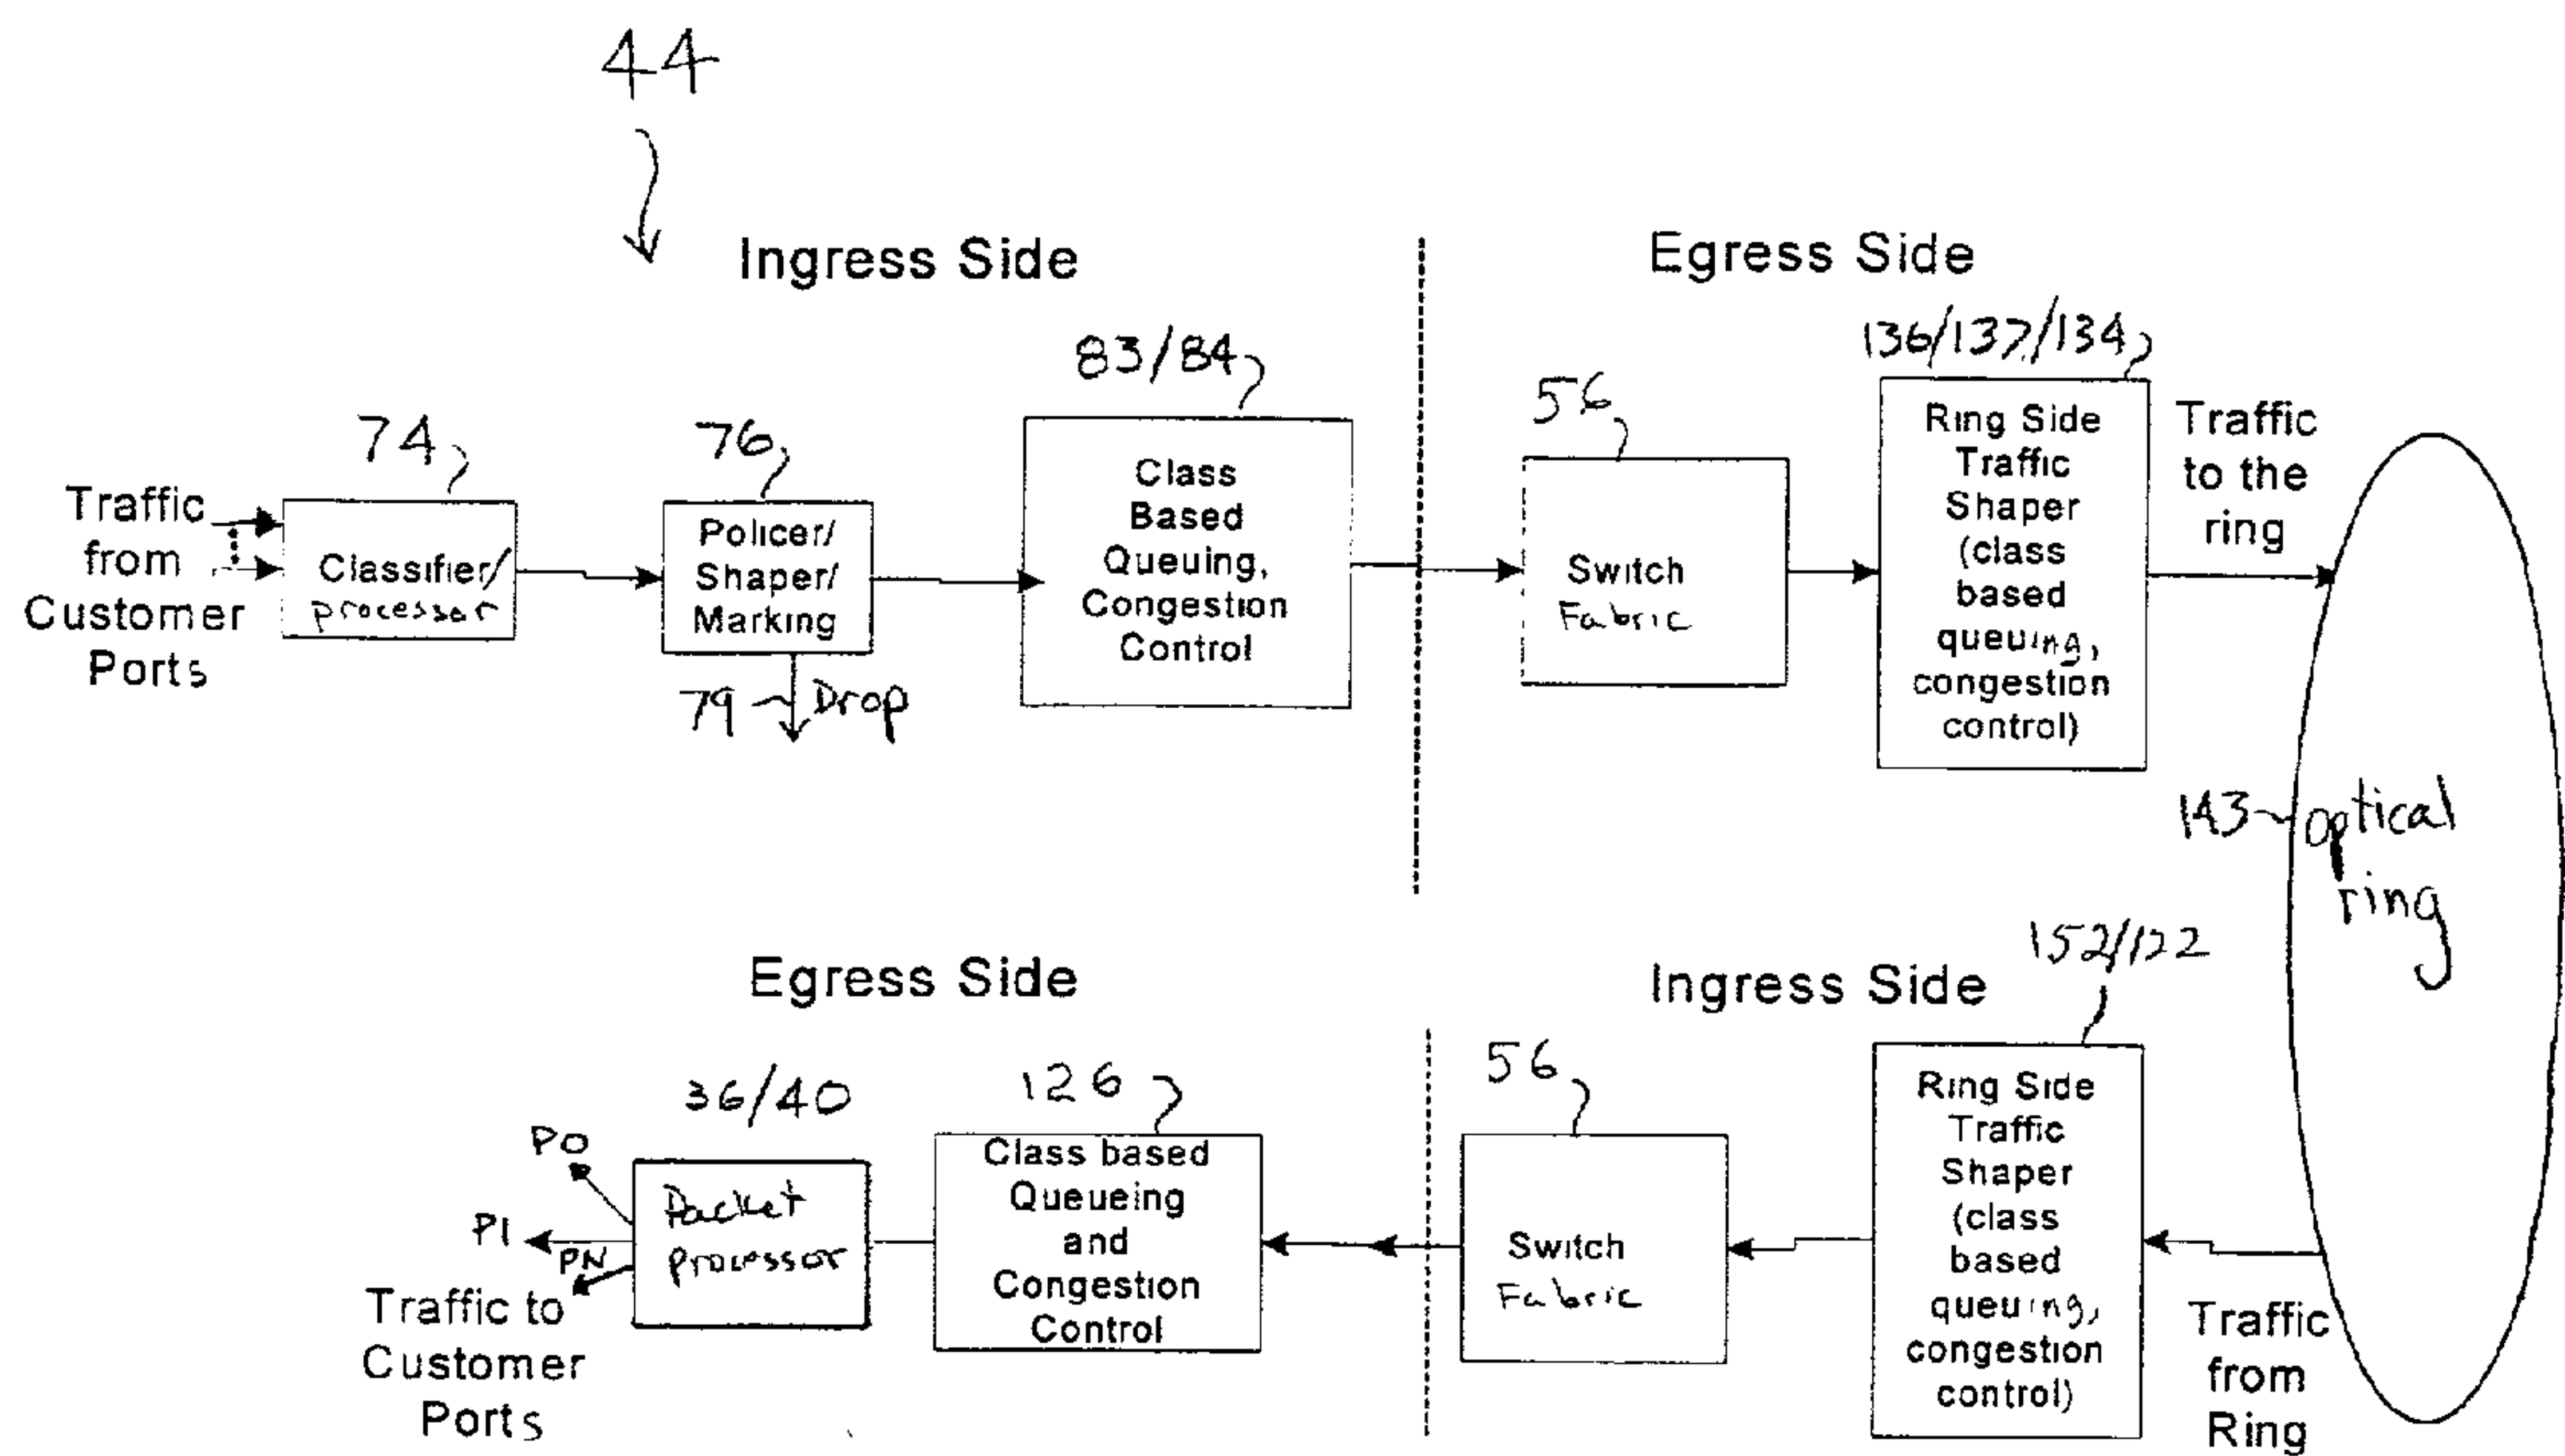 44
Ingress Side
Egress Side
Traffic
from
Customer
Ports
74
Classifier/
processor
76
Policer/
Shaper/
Marking
79
Drop
83/84
Class
Based
Queuing,
Congestion
Control
56
Switch
Fabric
136/137/134
Ring Side
Traffic
Shaper
(class
based
queuing,
congestion
control)
Traffic
to the
ring
143
optical
ring
Egress Side
Ingress Side
P0
P1
PN
Traffic to
Customer
Ports
36/40
Packet
processor
126
Class based
Queueing
and
Congestion
Control
56
Switch
Fabric
152/122
Ring Side
Traffic
Shaper
(class
based
queuing,
congestion
control)
Traffic
from
Ring